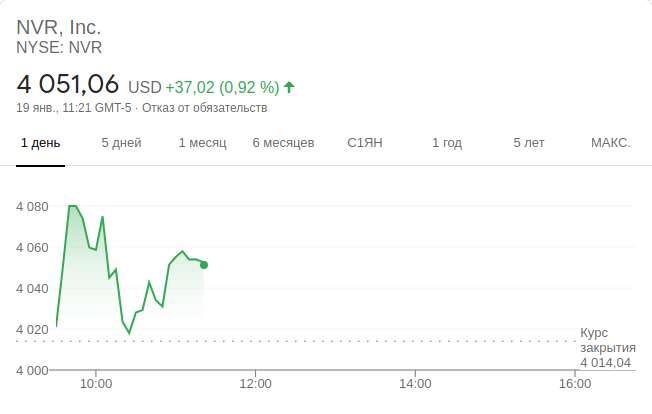 NVR, Inc.
NYSE: NVR
4 051,06 USD +37,02 (0,92 %)
19 янв., 11:21 GMT-5 · Отказ от обязательств
1 день 5 дней 1 месяц 6 месяцев С1ЯН 1 год 5 лет МАКС.
4 080
4 060
4 040
4 020
4 000
Курс
закрытия
4 014,04
10:00 12:00 14:00 16:00